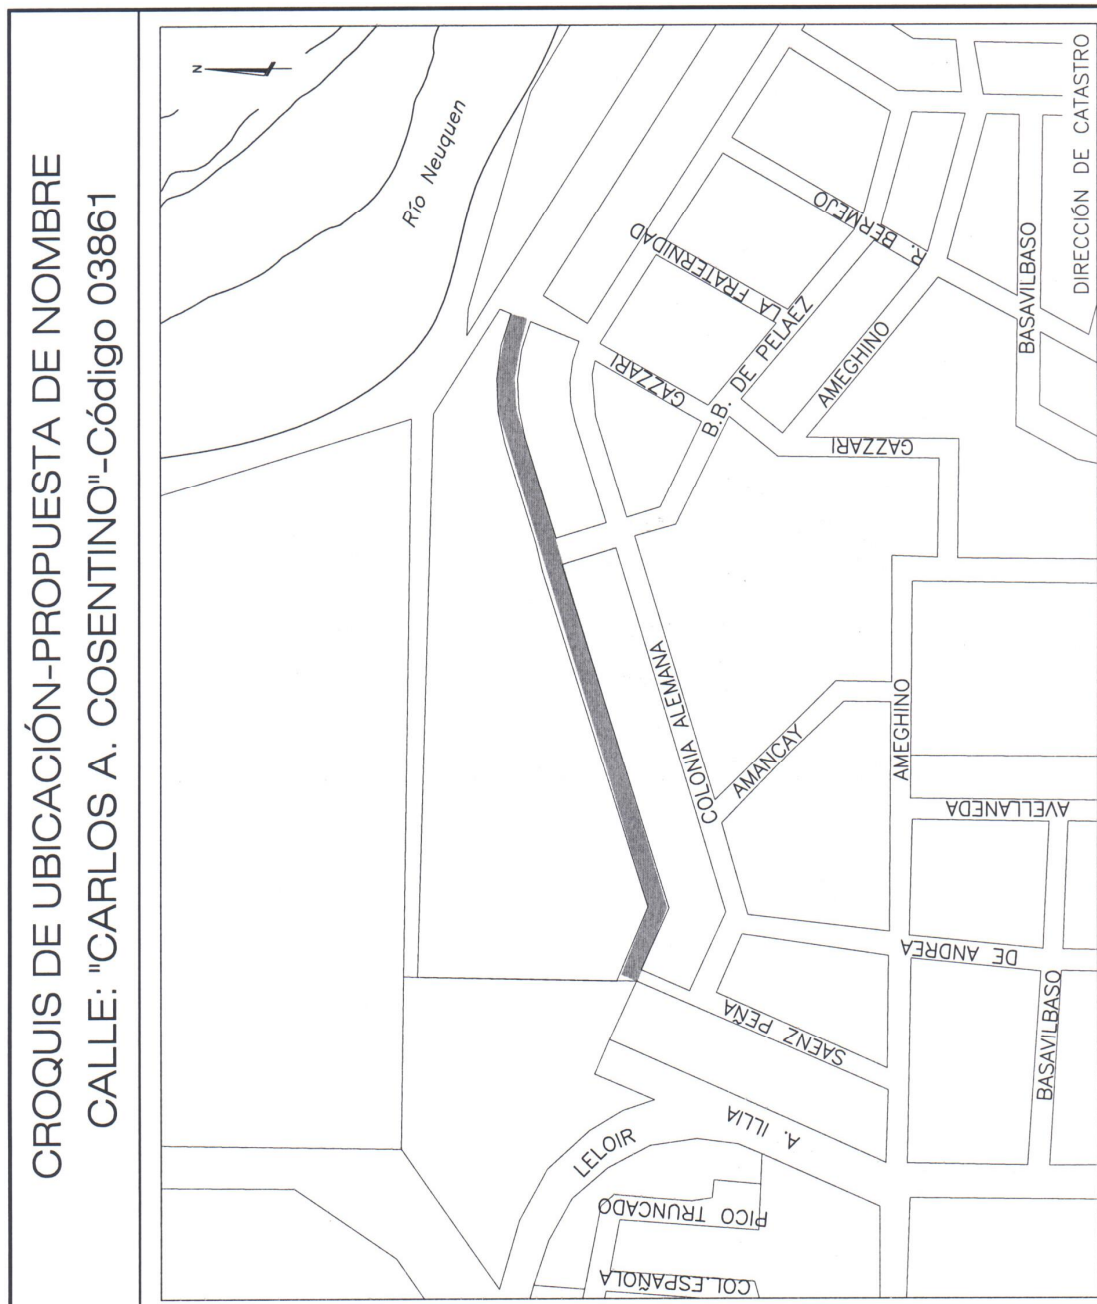 CROQUIS DE UBICACIÓN-PROPUESTA DE NOMBRE
CALLE: "CARLOS A. COSENTINO"-Código 03861
N
Río Neuquen
LA FRATERNIDAD
R. BERMEJO
GAZZARI
B.B. DE PELAEZ
AMEGHINO
BASAVILBASO
GAZZARI
COLONIA ALEMANA
AMANCAY
AMEGHINO
AVELLANEDA
DE ANDREA
BASAVILBASO
SAENZ PEÑA
A. ILLIA
LELOIR
PICO TRUNCADO
COL.ESPAÑOLA
DIRECCIÓN DE CATASTRO